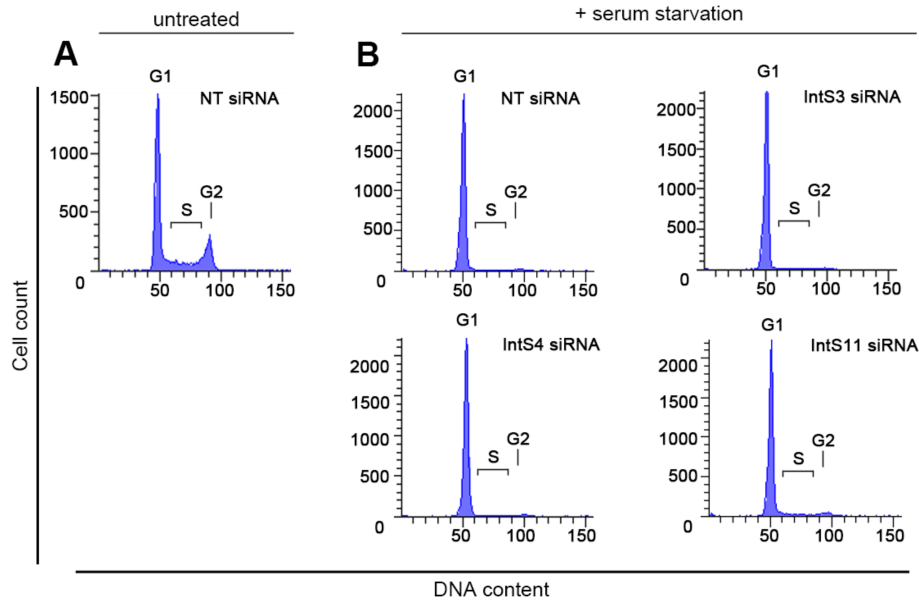 untreated
+ serum starvation
A
B
G1
NT siRNA
1500
1000
500
0
S
G2
50
100
150
G1
NT siRNA
2000
1500
1000
500
0
S
G2
50
100
150
G1
IntS3 siRNA
2000
1500
1000
500
0
S
G2
50
100
150
G1
IntS4 siRNA
2000
1500
1000
500
0
S
G2
50
100
150
G1
IntS11 siRNA
2000
1500
1000
500
0
S
G2
50
100
150
Cell count
DNA content